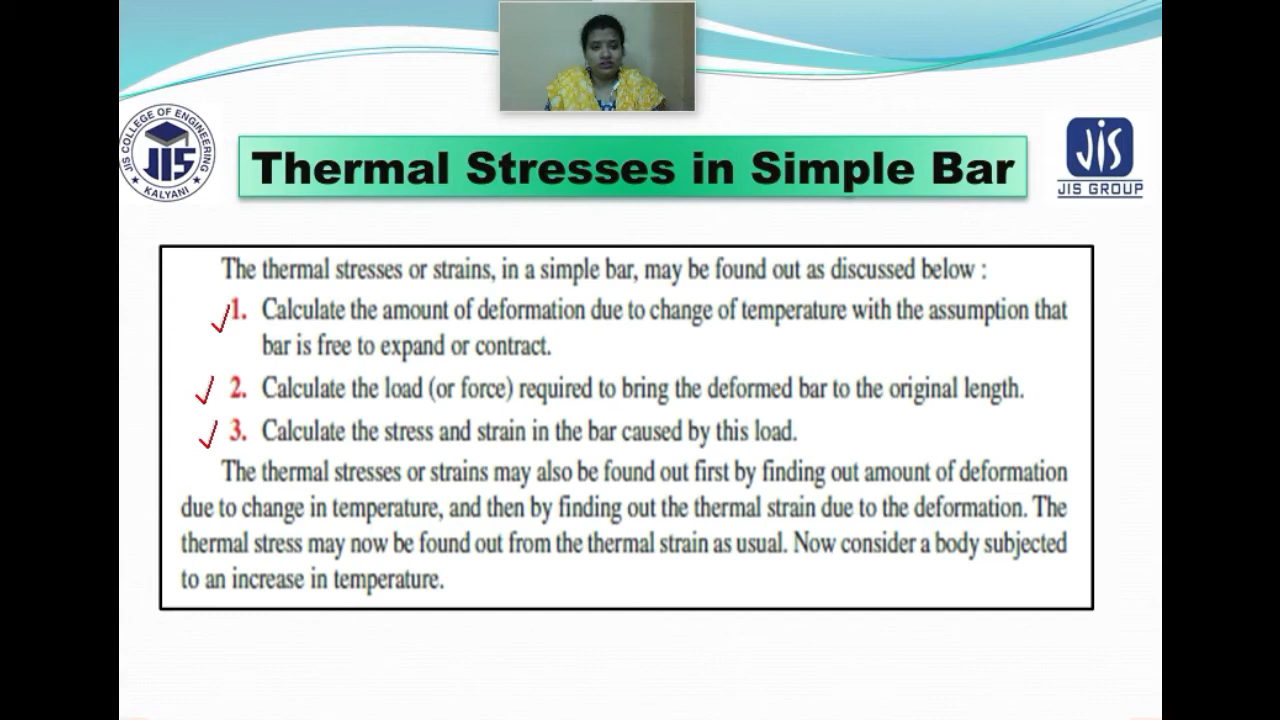 JIS COLLEGE OF ENGINEERING
JIS
KALYANI
Thermal Stresses in Simple Bar
JIS
JIS GROUP
The thermal stresses or strains, in a simple bar, may be found out as discussed below :
1. Calculate the amount of deformation due to change of temperature with the assumption that
bar is free to expand or contract.
2. Calculate the load (or force) required to bring the deformed bar to the original length.
3. Calculate the stress and strain in the bar caused by this load.
The thermal stresses or strains may also be found out first by finding out amount of deformation
due to change in temperature, and then by finding out the thermal strain due to the deformation. The
thermal stress may now be found out from the thermal strain as usual. Now consider a body subjected
to an increase in temperature.